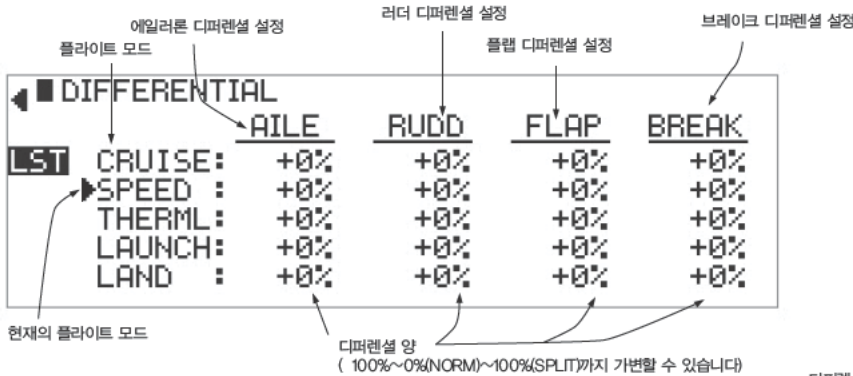 러더 디퍼렌셜 설정
에일러론 디퍼렌셜 설정
브레이크 디퍼렌셜 설정
플라이트 모드
플랩 디퍼렌셜 설정
DIFFERENTIAL
AILE RUDD FLAP BREAK
LST CRUISE: +0% +0% +0% +0%
SPEED : +0% +0% +0% +0%
THERML: +0% +0% +0% +0%
LAUNCH: +0% +0% +0% +0%
LAND : +0% +0% +0% +0%
현재의 플라이트 모드
디퍼렌셜 양
( 100%~0%(NORM)~100%(SPLIT)까지 가변할 수 있습니다)